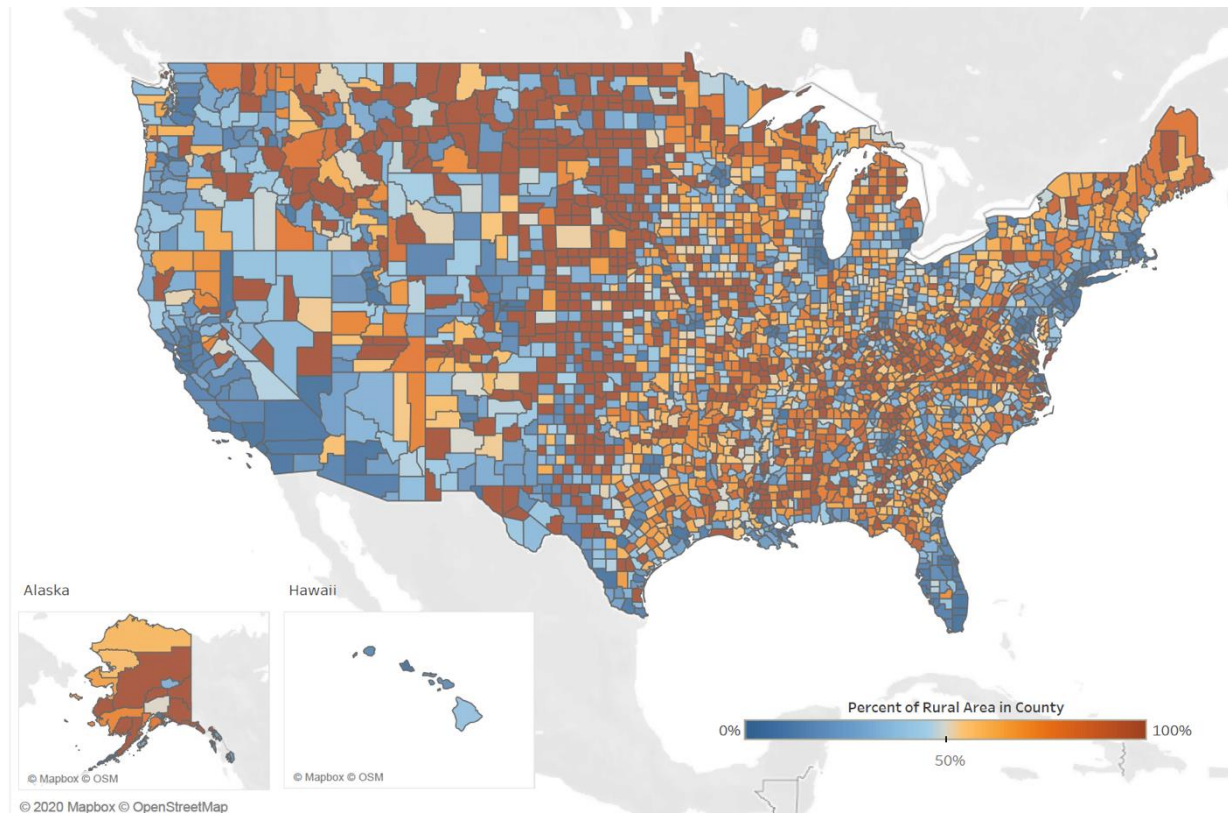 Alaska
Hawaii
© Mapbox © OSM
© Mapbox © OSM
Percent of Rural Area in County
0%
100%
50%
© 2020 Mapbox © OpenStreetMap